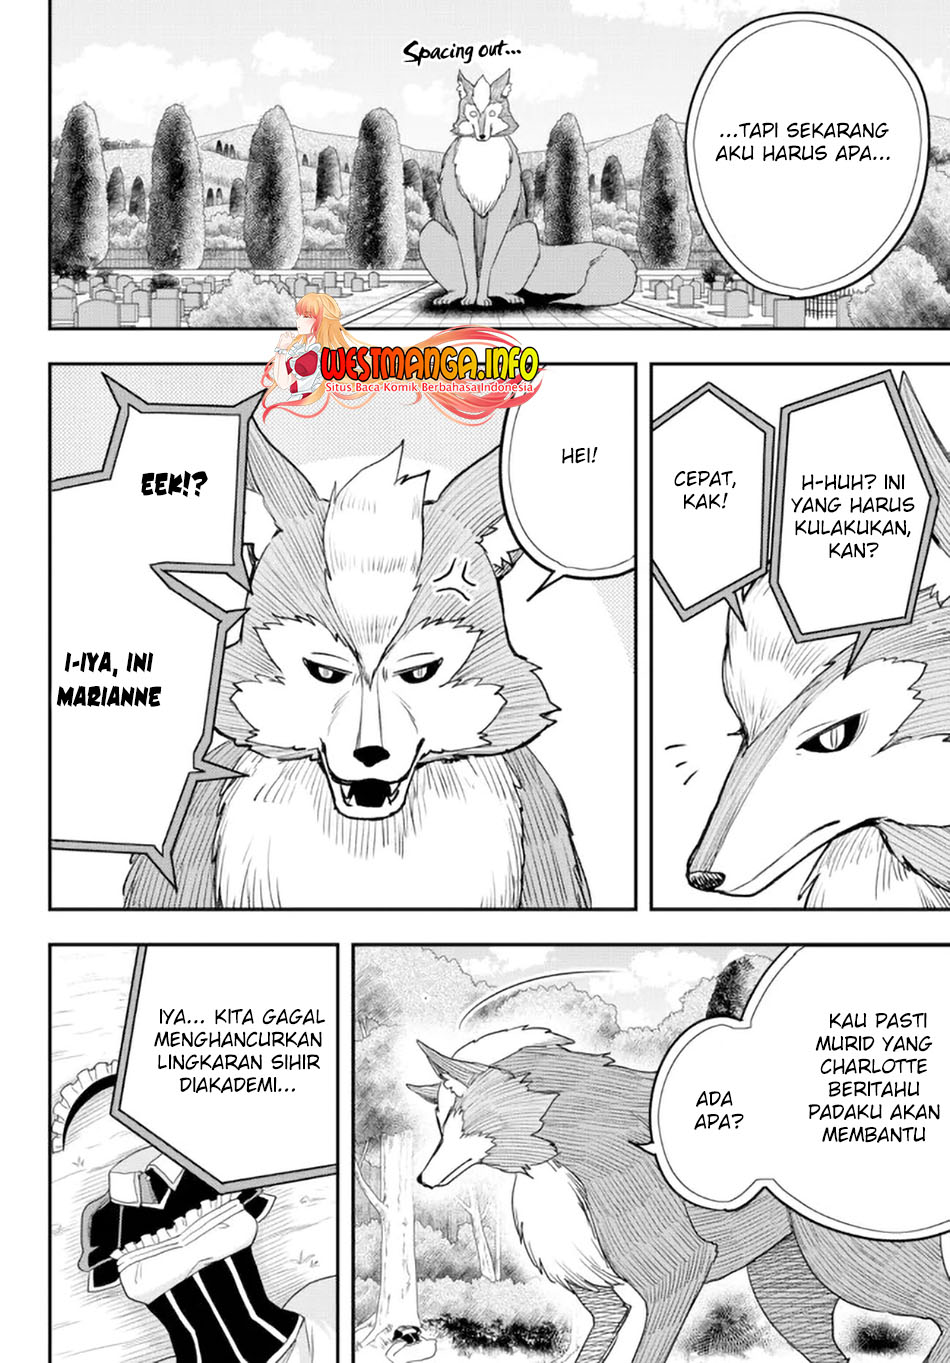 Spacing out...
...TAPI SEKARANG
AKU HARUS APA...
WESTMANGA.INFO
Situs Baca Komik Berbahasa Indonesia
H-HUH? INI
YANG HARUS
KULAKUKAN,
KAN?
CEPAT,
KAK!
HEI!
EEK!?
I-IYA, INI
MARIANNE
KAU PASTI
MURID YANG
CHARLOTTE
BERITAHU
PADAKU AKAN
MEMBANTU
ADA
APA?
IYA... KITA GAGAL
MENGHANCURKAN
LINGKARAN SIHIR
DIAKADEMI...